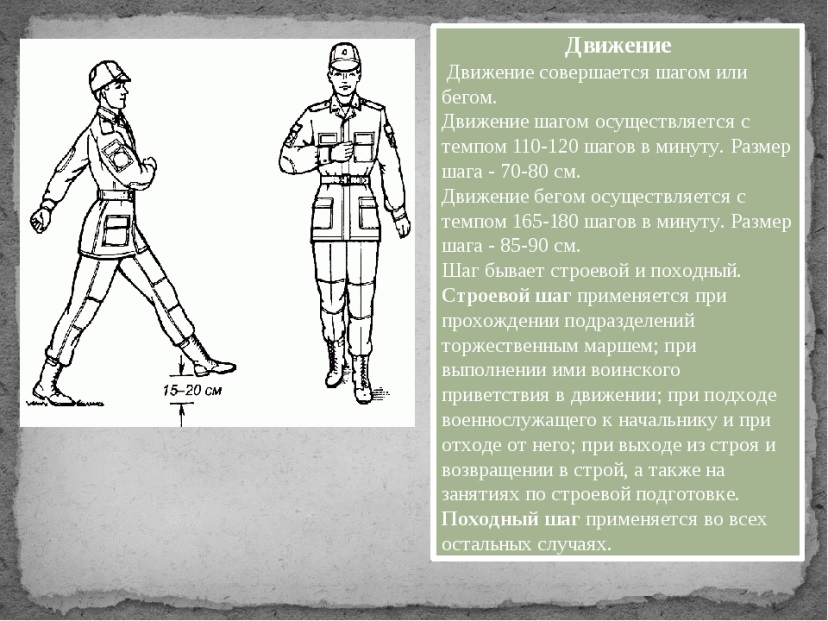 15–20 см
Движение
Движение совершается шагом или
бегом.
Движение шагом осуществляется с
темпом 110-120 шагов в минуту. Размер
шага - 70-80 см.
Движение бегом осуществляется с
темпом 165-180 шагов в минуту. Размер
шага - 85-90 см.
Шаг бывает строевой и походный.
Строевой шаг применяется при
прохождении подразделений
торжественным маршем; при
выполнении ими воинского
приветствия в движении; при подходе
военнослужащего к начальнику и при
отходе от него; при выходе из строя и
возвращении в строй, а также на
занятиях по строевой подготовке.
Походный шаг применяется во всех
остальных случаях.